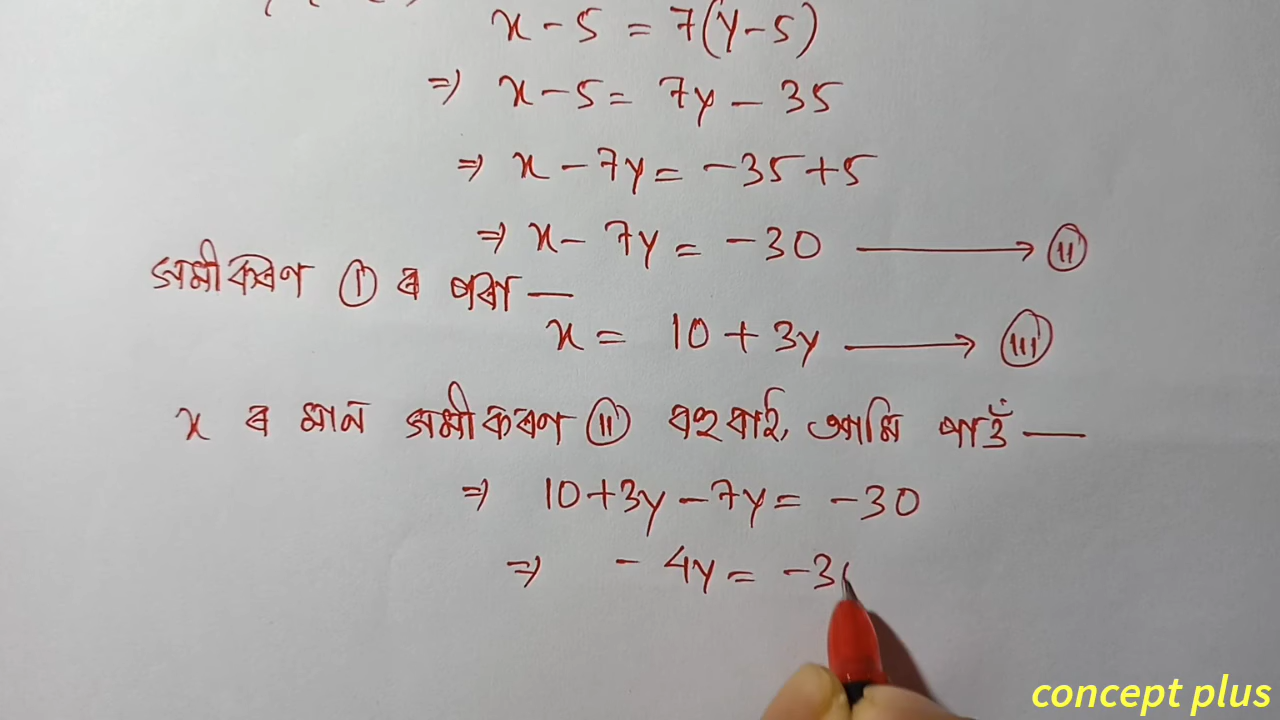 x - 5 = 7(y - 5)
⇒ x - 5 = 7y - 35
⇒ x - 7y = -35 + 5
⇒ x - 7y = -30 ⟶ (ii)
সমীকৰণ (i) ৰ পৰা —
x = 10 + 3y ⟶ (iii)
x ৰ মান সমীকৰণ (ii) ত বহুৱাই, আমি পাওঁ —
⇒ 10 + 3y - 7y = -30
⇒ - 4y = -3
concept plus